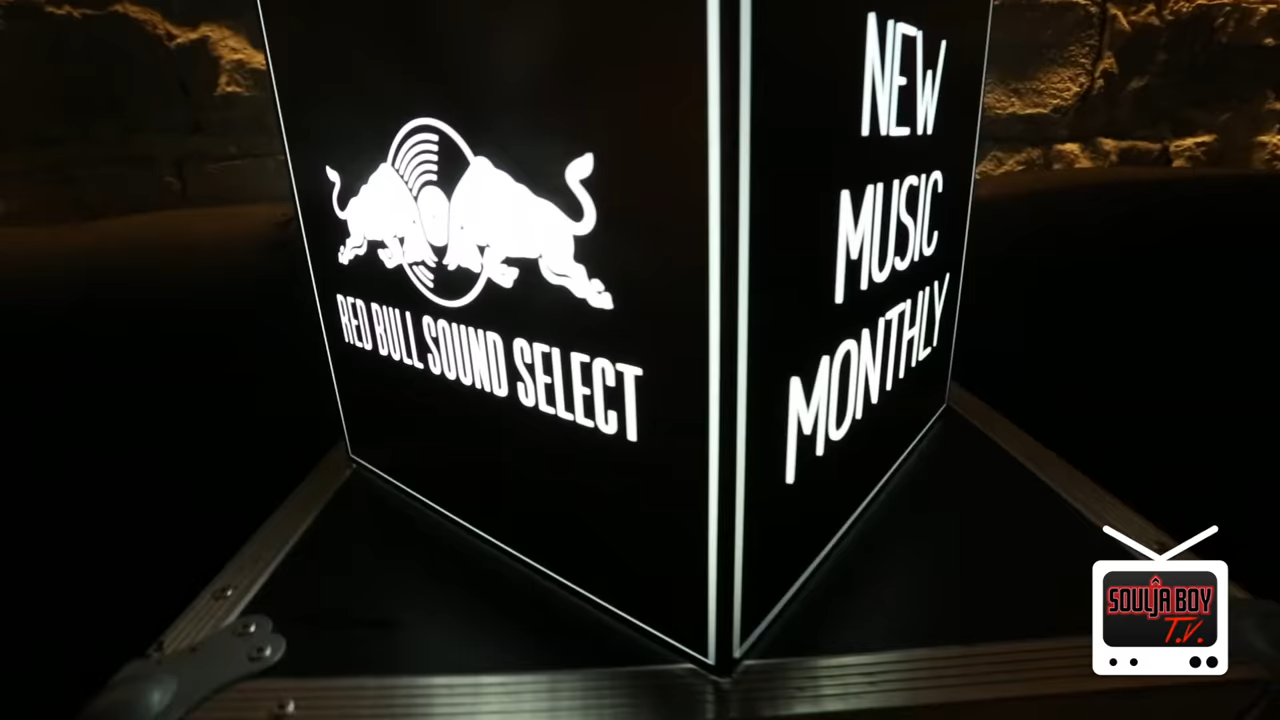 RED BULL SOUND SELECT
NEW
MUSIC
MONTHLY
SOULJA BOY
T.V.